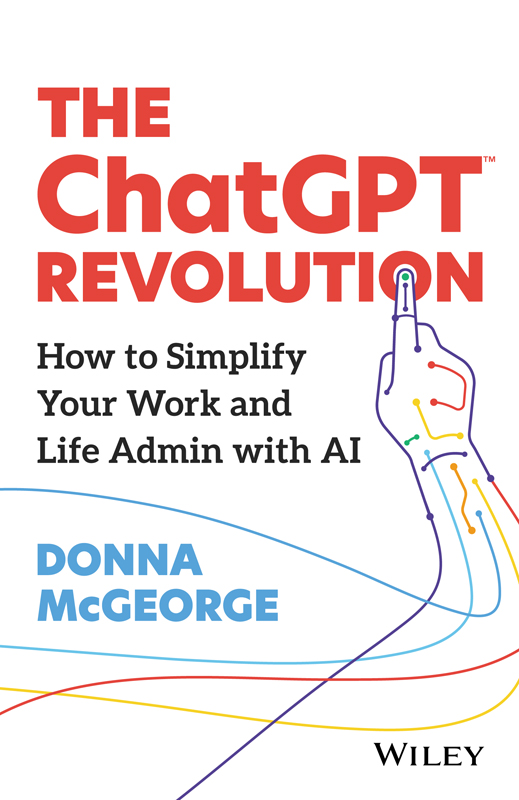 THE
ChatGPT™
REVOLUTION
How to Simplify
Your Work and
Life Admin with AI
DONNA
McGEORGE
WILEY